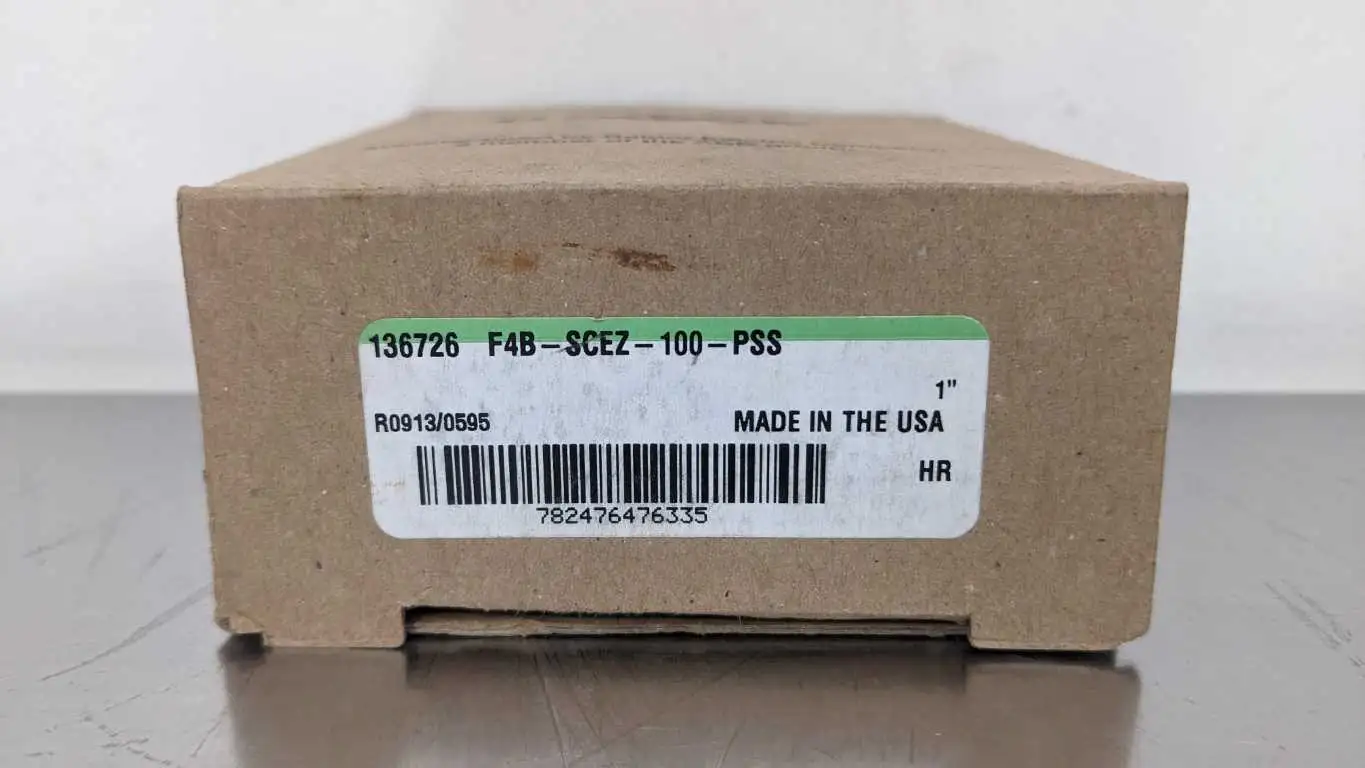 136726 F4B-SCEZ-100-PSS
1"
R0913/0595 MADE IN THE USA
HR
782476476335